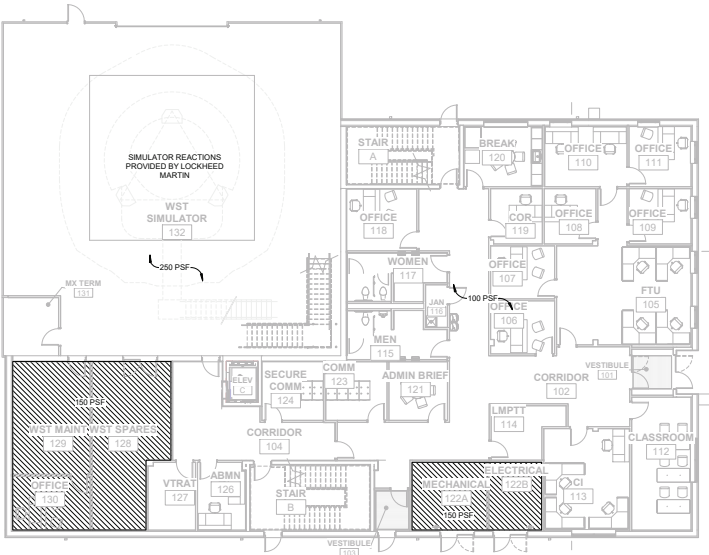 STAIR
A
BREAK/
120
OFFICE
110
OFFICE
111
SIMULATOR REACTIONS
PROVIDED BY LOCKHEED
MARTIN
WST
SIMULATOR
132
OFFICE
118
COR
119
OFFICE
108
OFFICE
109
250 PSF
WOMEN
117
OFFICE
107
MX TERM
131
JAN
116
100 PSF
OFFICE
106
FTU
105
MEN
115
VESTIBULE
101
ELEV
C
SECURE
COMM
124
COMM
123
ADMIN BRIEF
121
CORRIDOR
102
150 PSF
WST MAINT
129
WST SPARES
128
LMPTT
114
CORRIDOR
104
CLASSROOM
112
OFFICE
130
VTRAT
127
ABMN
126
STAIR
B
MECHANICAL
122A
ELECTRICAL
122B
150 PSF
CI
113
VESTIBULE
103